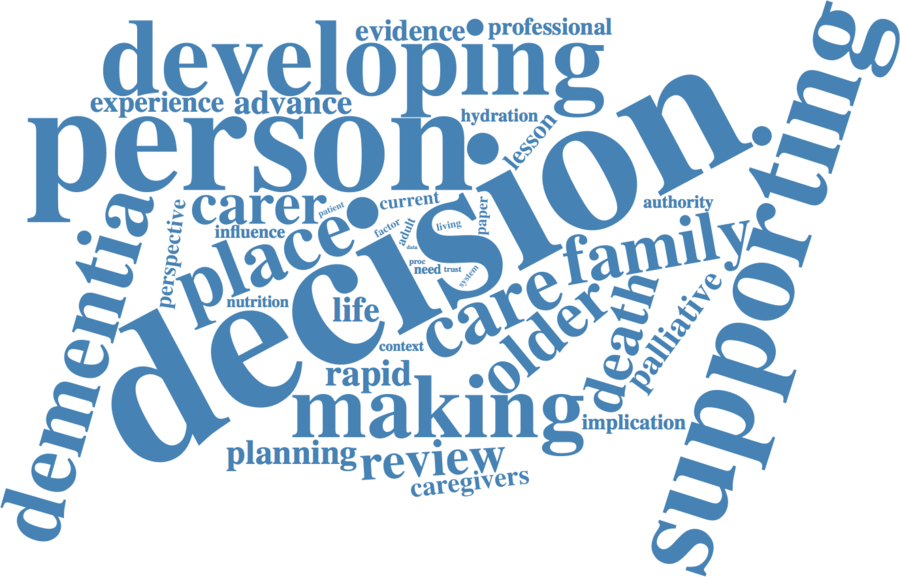 evidence
professional
developing
experience
advance
person
hydration
lesson
decision
supporting
dementia
perspective
carer
patient
influence
place
factor
current
adult
living
paper
data
authority
proc
need
trust
system
family
nutrition
life
care
context
older
death
palliative
rapid
making
implication
planning
review
caregivers